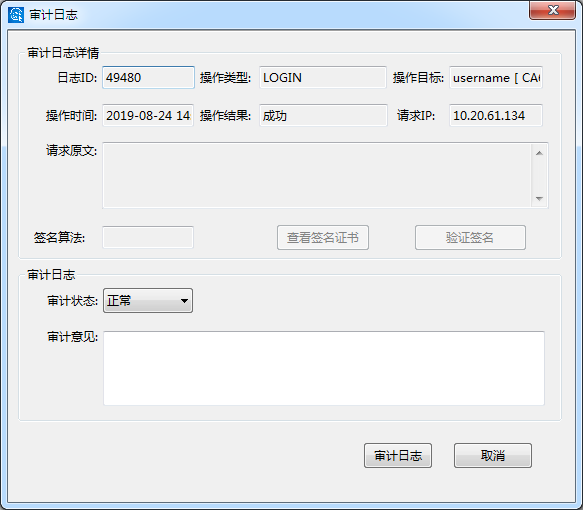 审计日志
审计日志详情
日志ID: 49480 操作类型: LOGIN 操作目标: username [ CA
操作时间: 2019-08-24 14 操作结果: 成功 请求IP: 10.20.61.134
请求原文:
签名算法: 查看签名证书 验证签名
审计日志
审计状态: 正常
审计意见:
审计日志 取消